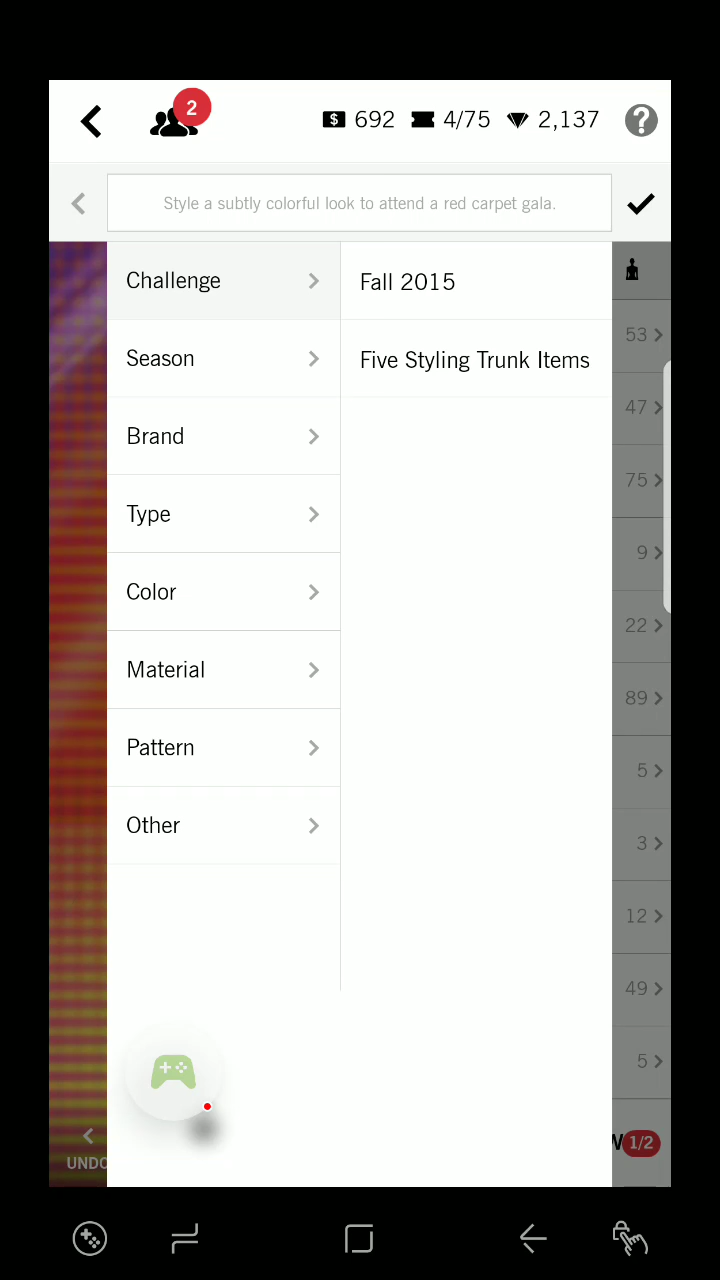 2
$ 692 4/75 2,137 ?
Style a subtly colorful look to attend a red carpet gala.
Challenge
Fall 2015
Season
Five Styling Trunk Items
Brand
Type
Color
Material
Pattern
Other
53
47
75
9
22
89
5
3
12
49
5
1/2
UNDO